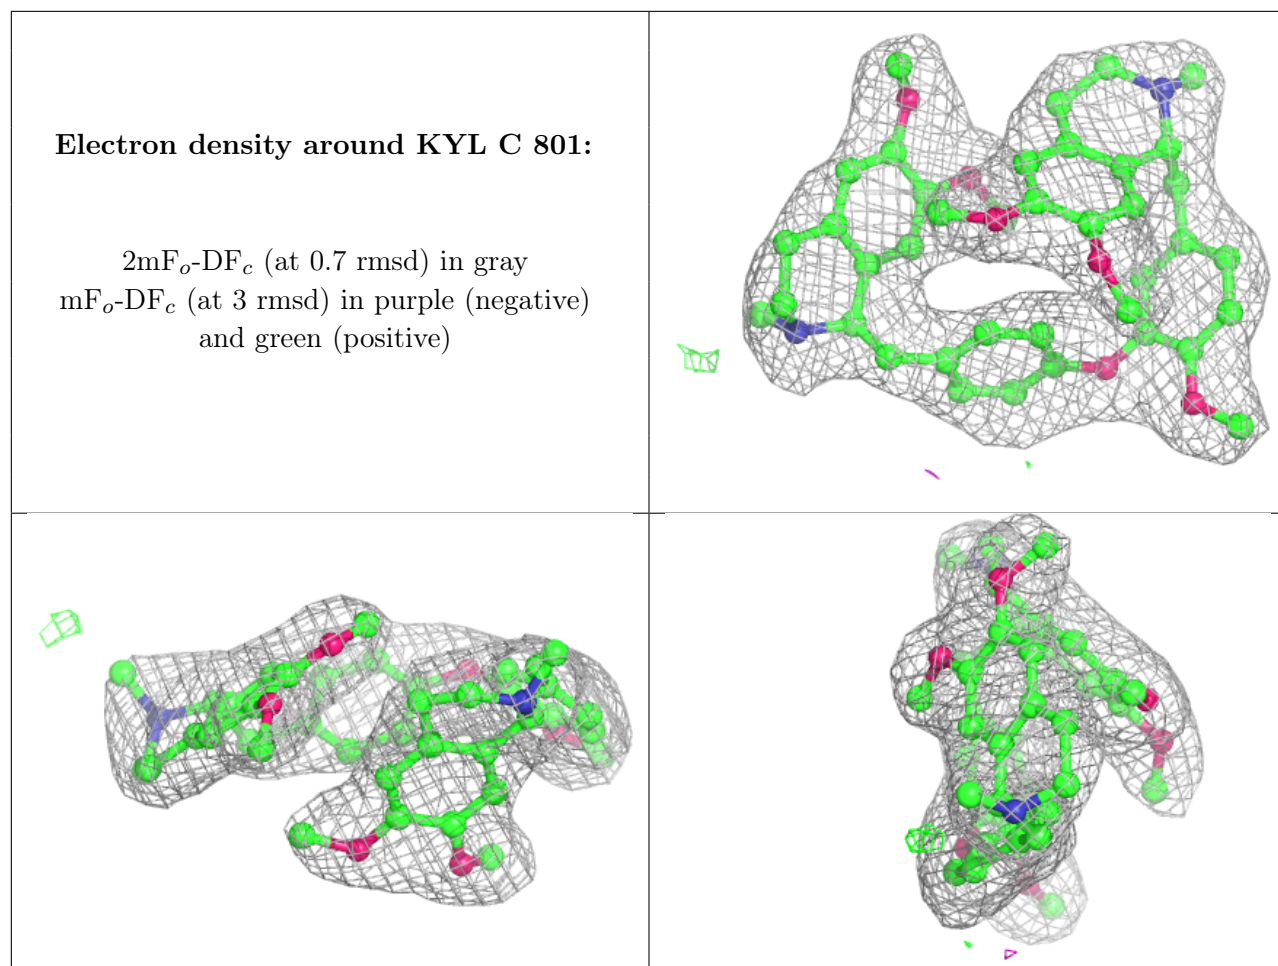 Electron density around KYL C 801:
2mFo-DFc (at 0.7 rmsd) in gray
mFo-DFc (at 3 rmsd) in purple (negative)
and green (positive)